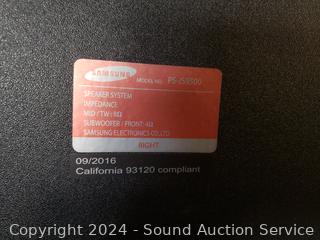 SAMSUNG MODEL NO. PS-JS9500
SPEAKER SYSTEM
IMPEDANCE
MID / TW : 8Ω
SUBWOOFER / FRONT: 4Ω
SAMSUNG ELECTRONICS CO.,LTD
RIGHT
09/2016
California 93120 compliant
Copyright 2024 - Sound Auction Service